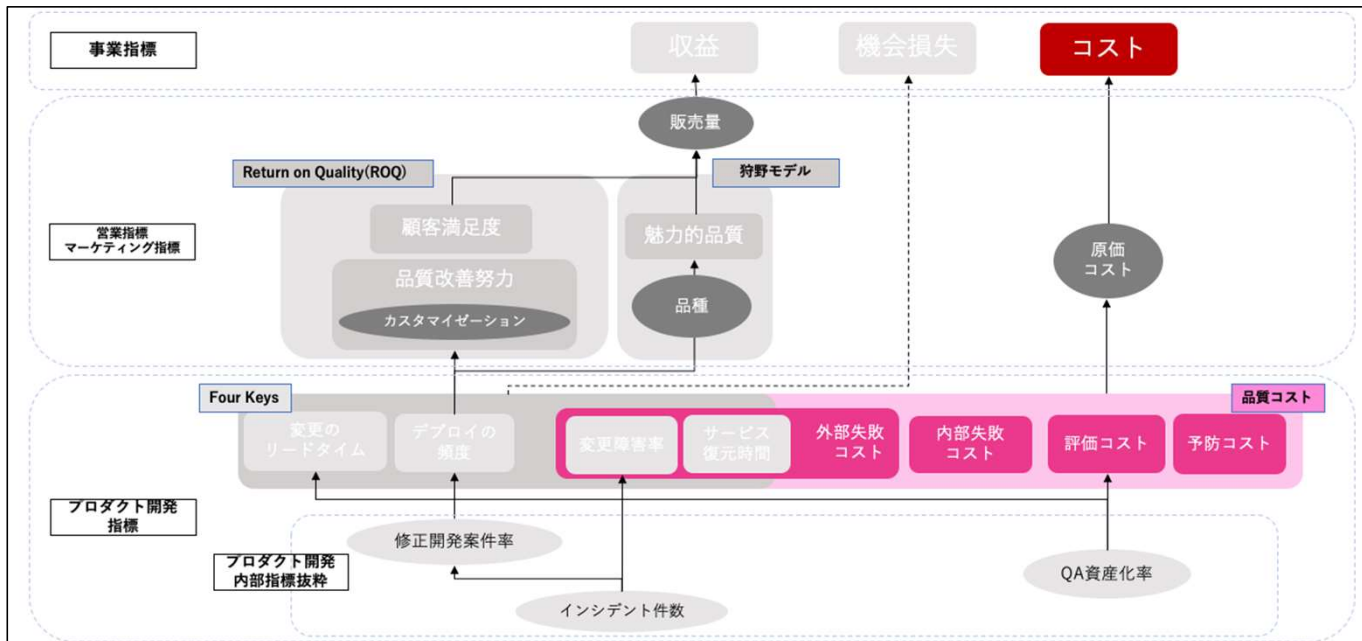 事業指標
収益
機会損失
コスト
販売量
Return on Quality(ROQ)
狩野モデル
顧客満足度
魅力的品質
営業指標
マーケティング指標
原価
コスト
品質改善努力
カスタマイゼーション
品種
Four Keys
品質コスト
変更の
リードタイム
デプロイの
頻度
変更障害率
サービス
復元時間
外部失敗
コスト
内部失敗
コスト
評価コスト
予防コスト
プロダクト開発
指標
修正開発案件率
プロダクト開発
内部指標抜粋
QA資産化率
インシデント件数